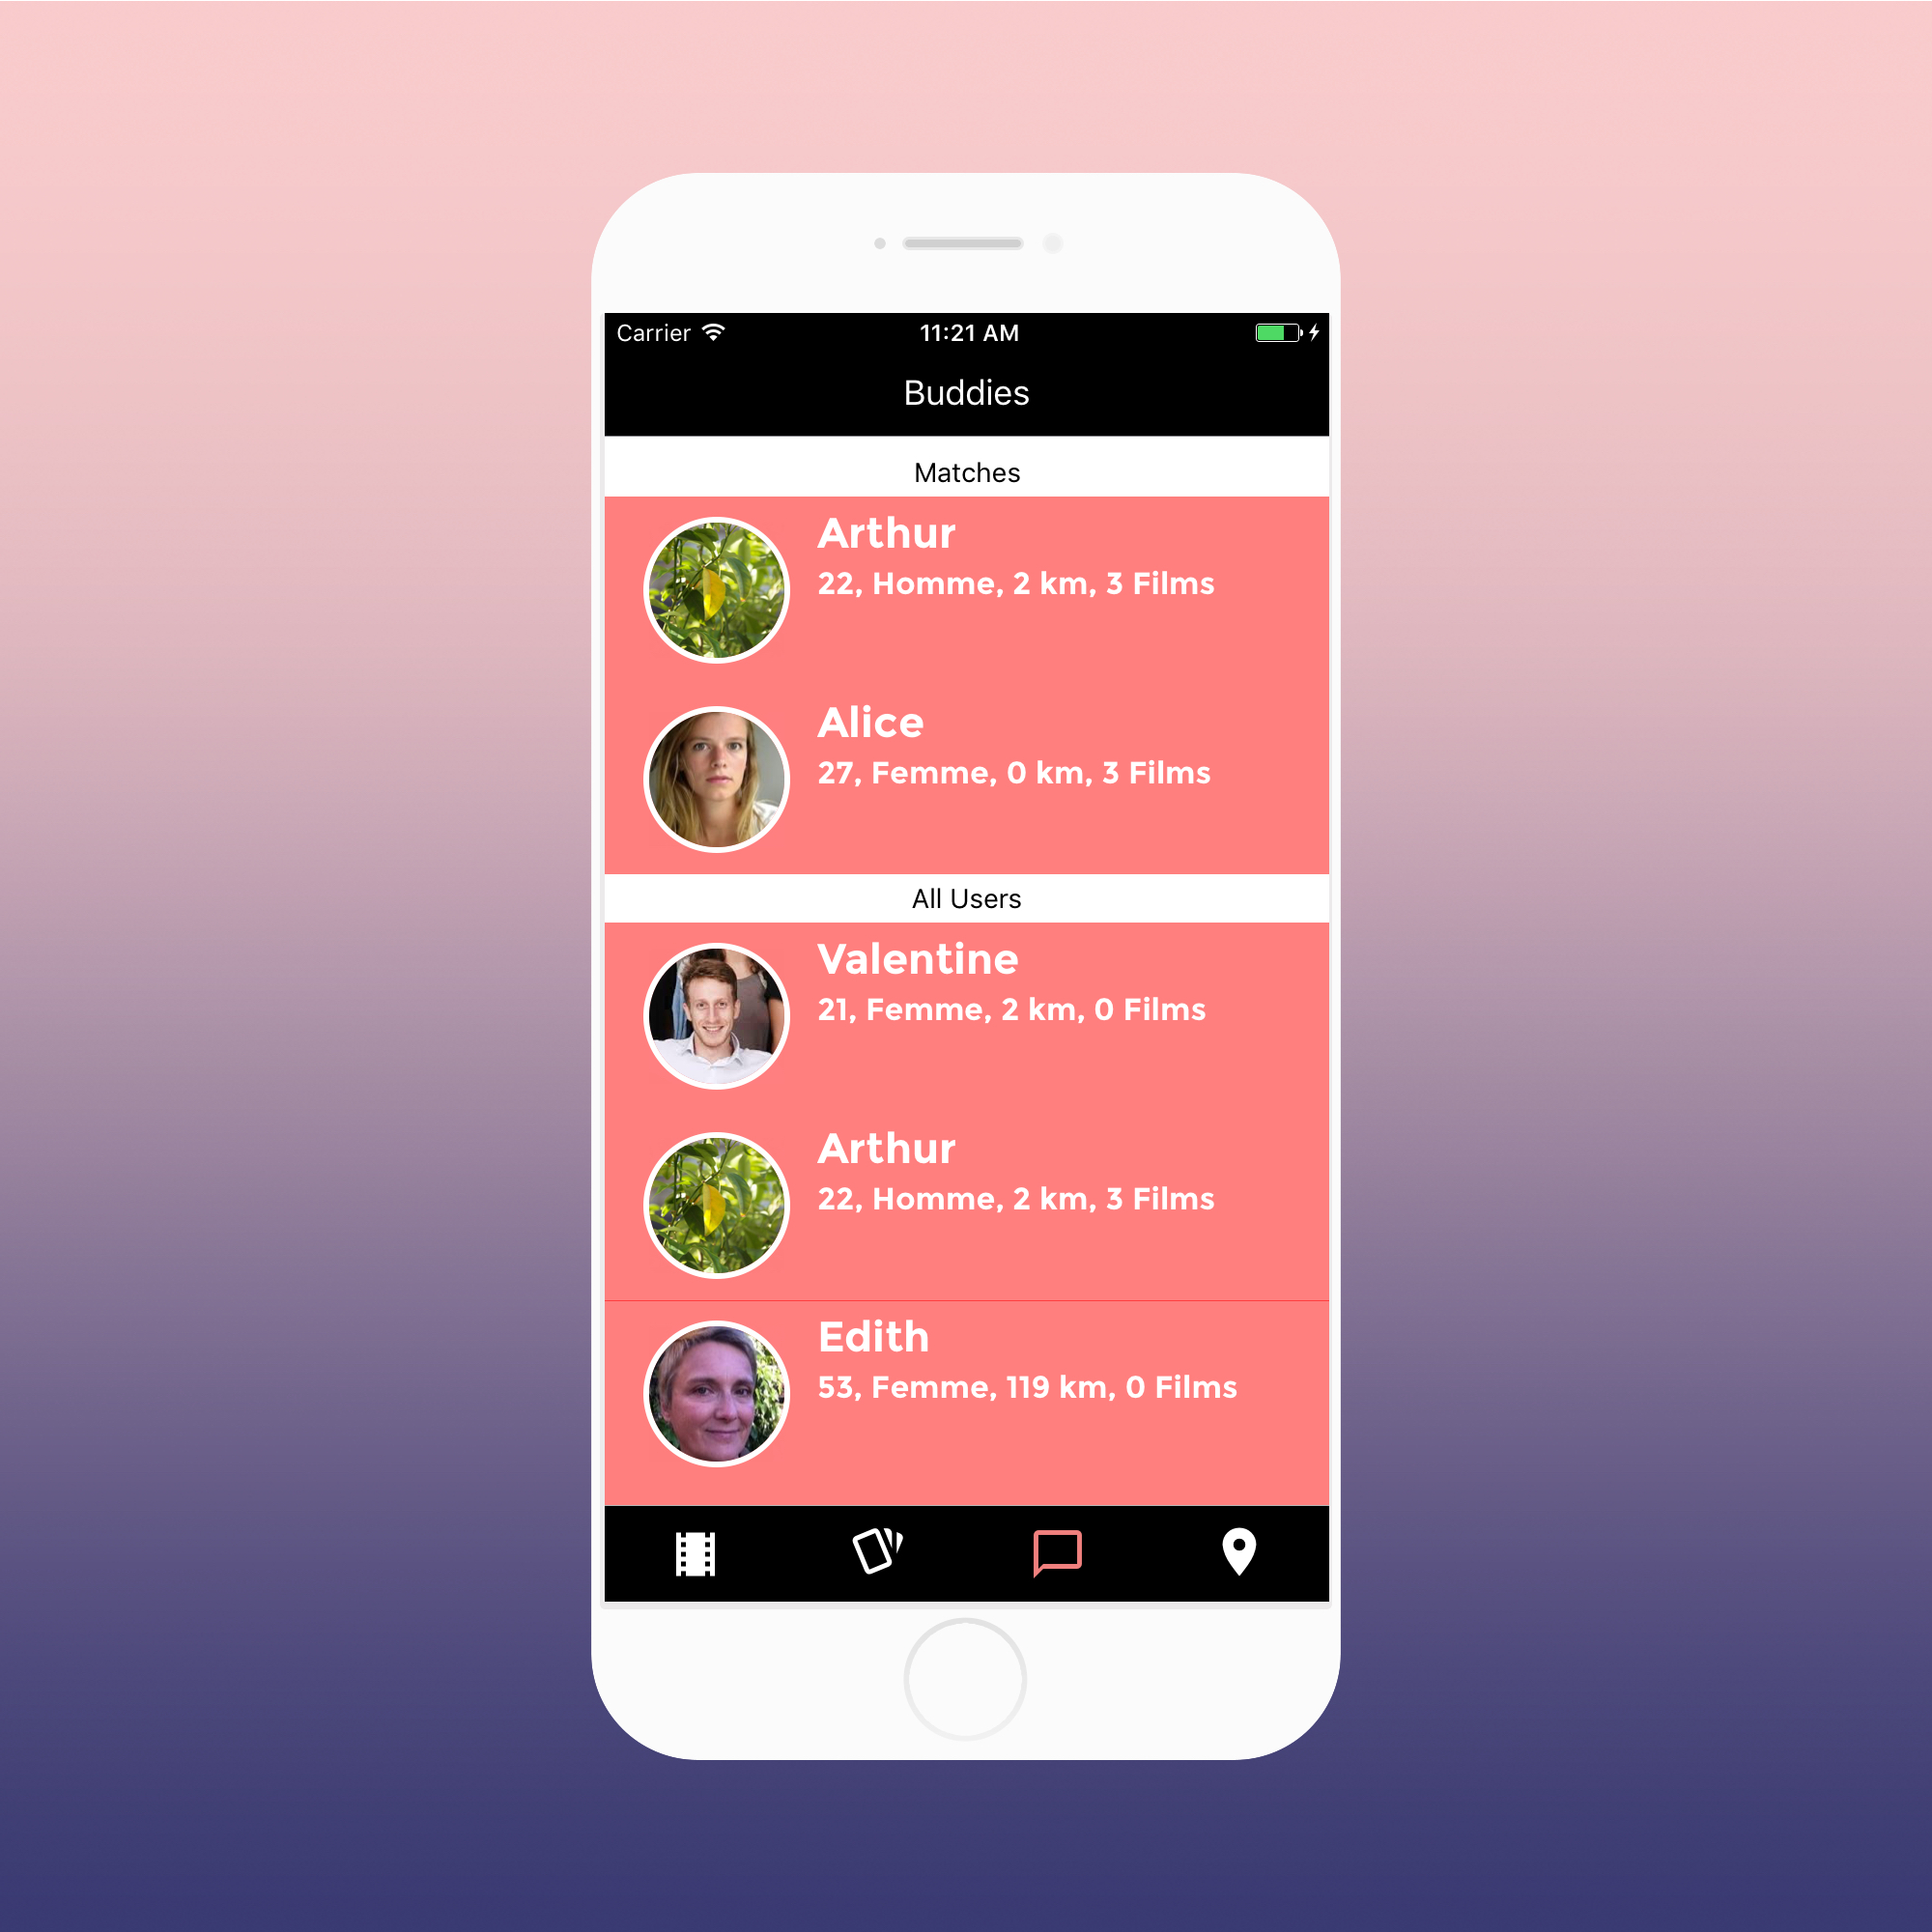 Carrier 11:21 AM
Buddies
Matches
Arthur
22, Homme, 2 km, 3 Films
Alice
27, Femme, 0 km, 3 Films
All Users
Valentine
21, Femme, 2 km, 0 Films
Arthur
22, Homme, 2 km, 3 Films
Edith
53, Femme, 119 km, 0 Films